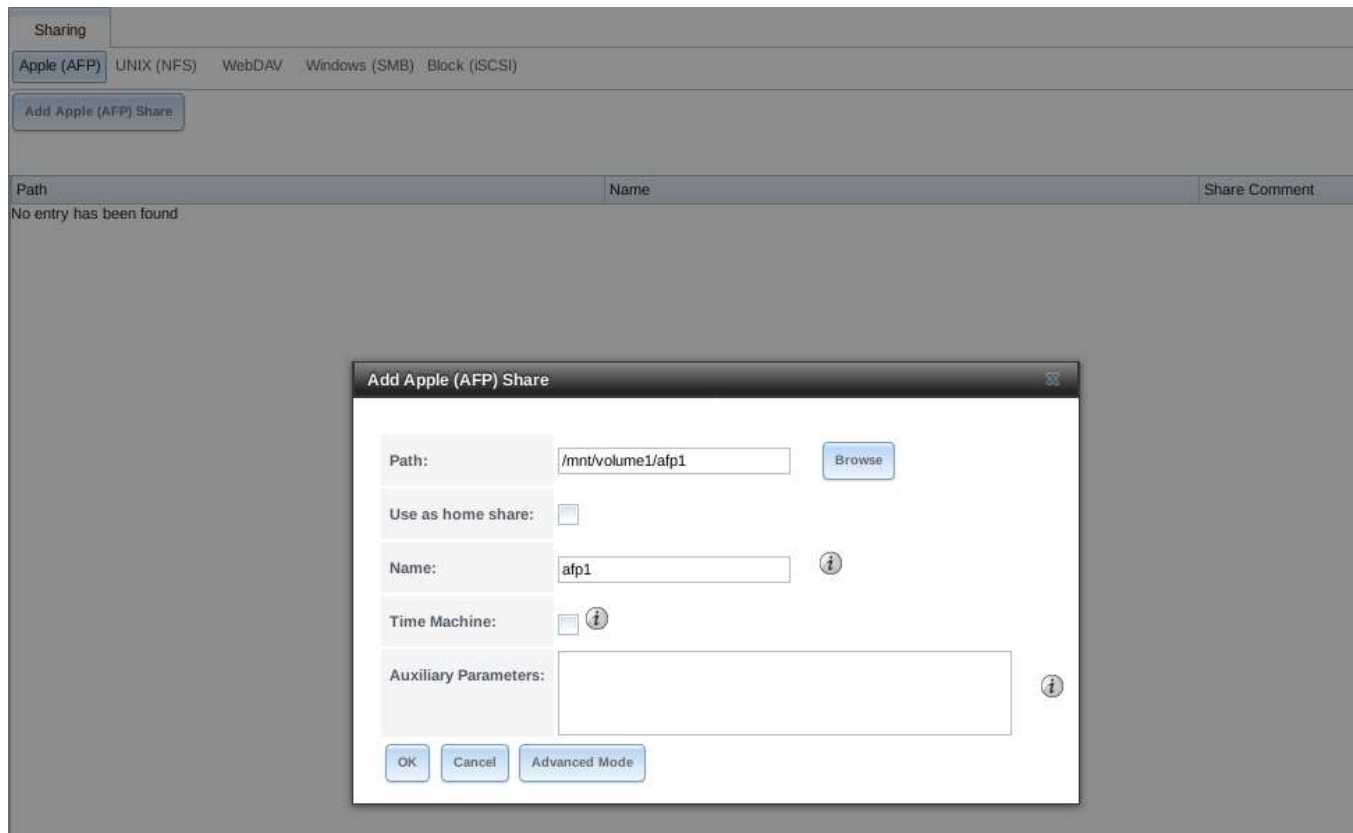 Sharing
Apple (AFP) UNIX (NFS) WebDAV Windows (SMB) Block (iSCSI)
Add Apple (AFP) Share
Path Name Share Comment
No entry has been found
Add Apple (AFP) Share
Path: /mnt/volume1/afp1 Browse
Use as home share:
Name: afp1
Time Machine:
Auxiliary Parameters:
OK Cancel Advanced Mode